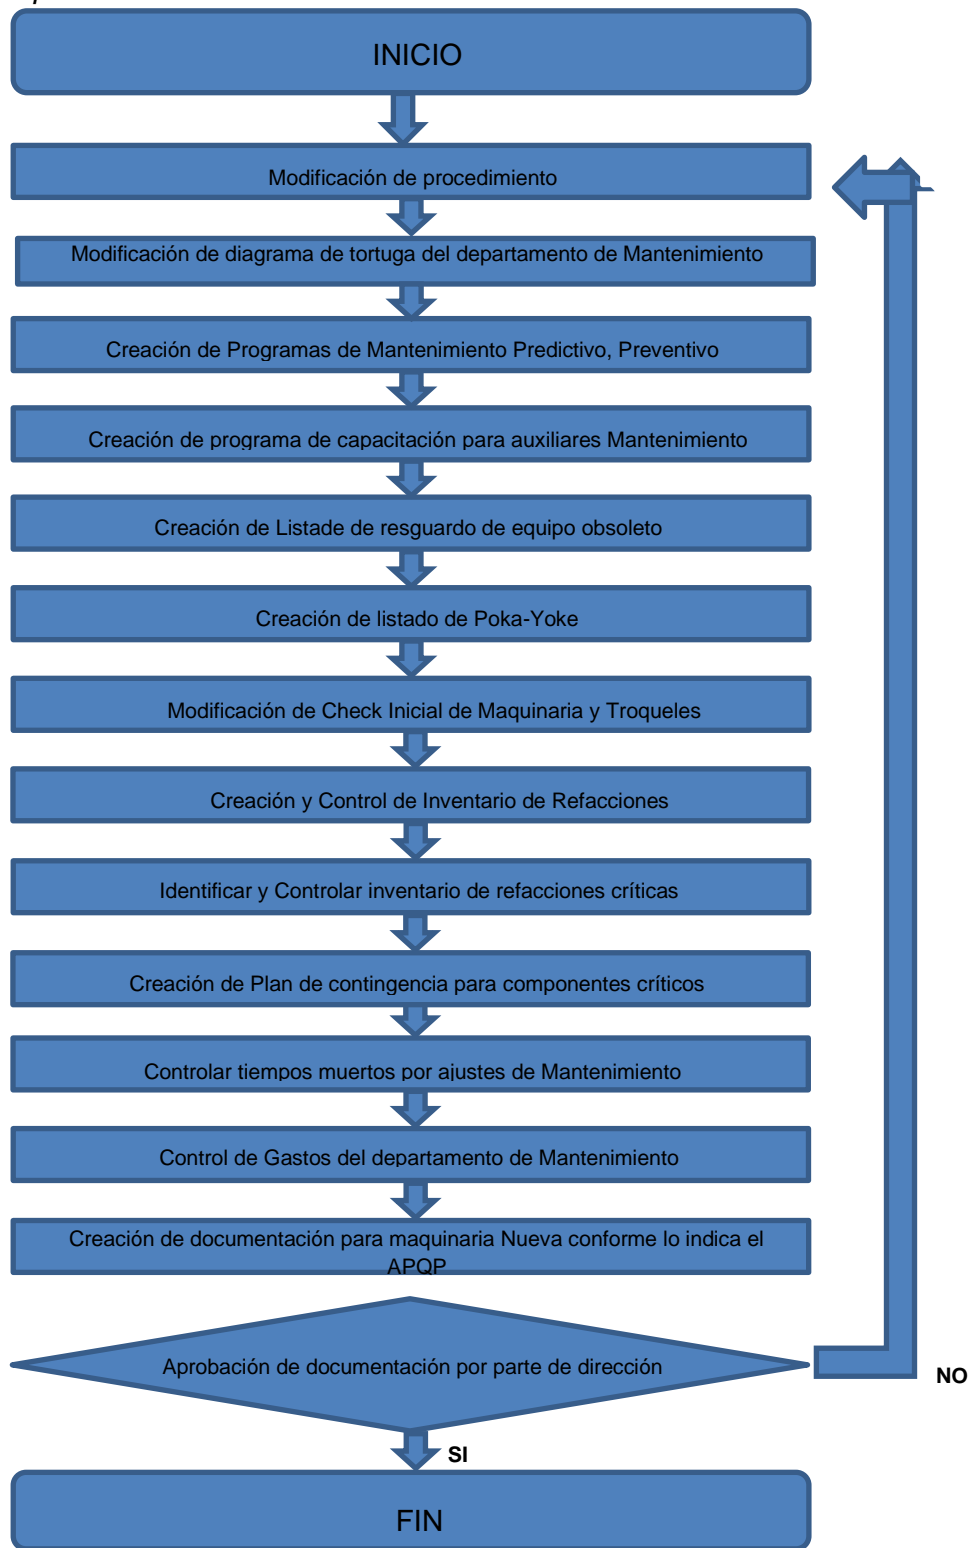 INICIO
Modificación de procedimiento
Modificación de diagrama de tortuga del departamento de Mantenimiento
Creación de Programas de Mantenimiento Predictivo, Preventivo
Creación de programa de capacitación para auxiliares Mantenimiento
Creación de Listade de resguardo de equipo obsoleto
Creación de listado de Poka-Yoke
Modificación de Check Inicial de Maquinaria y Troqueles
Creación y Control de Inventario de Refacciones
Identificar y Controlar inventario de refacciones críticas
Creación de Plan de contingencia para componentes críticos
Controlar tiempos muertos por ajustes de Mantenimiento
Control de Gastos del departamento de Mantenimiento
Creación de documentación para maquinaria Nueva conforme lo indica el
APQP
Aprobación de documentación por parte de dirección
NO
SI
FIN